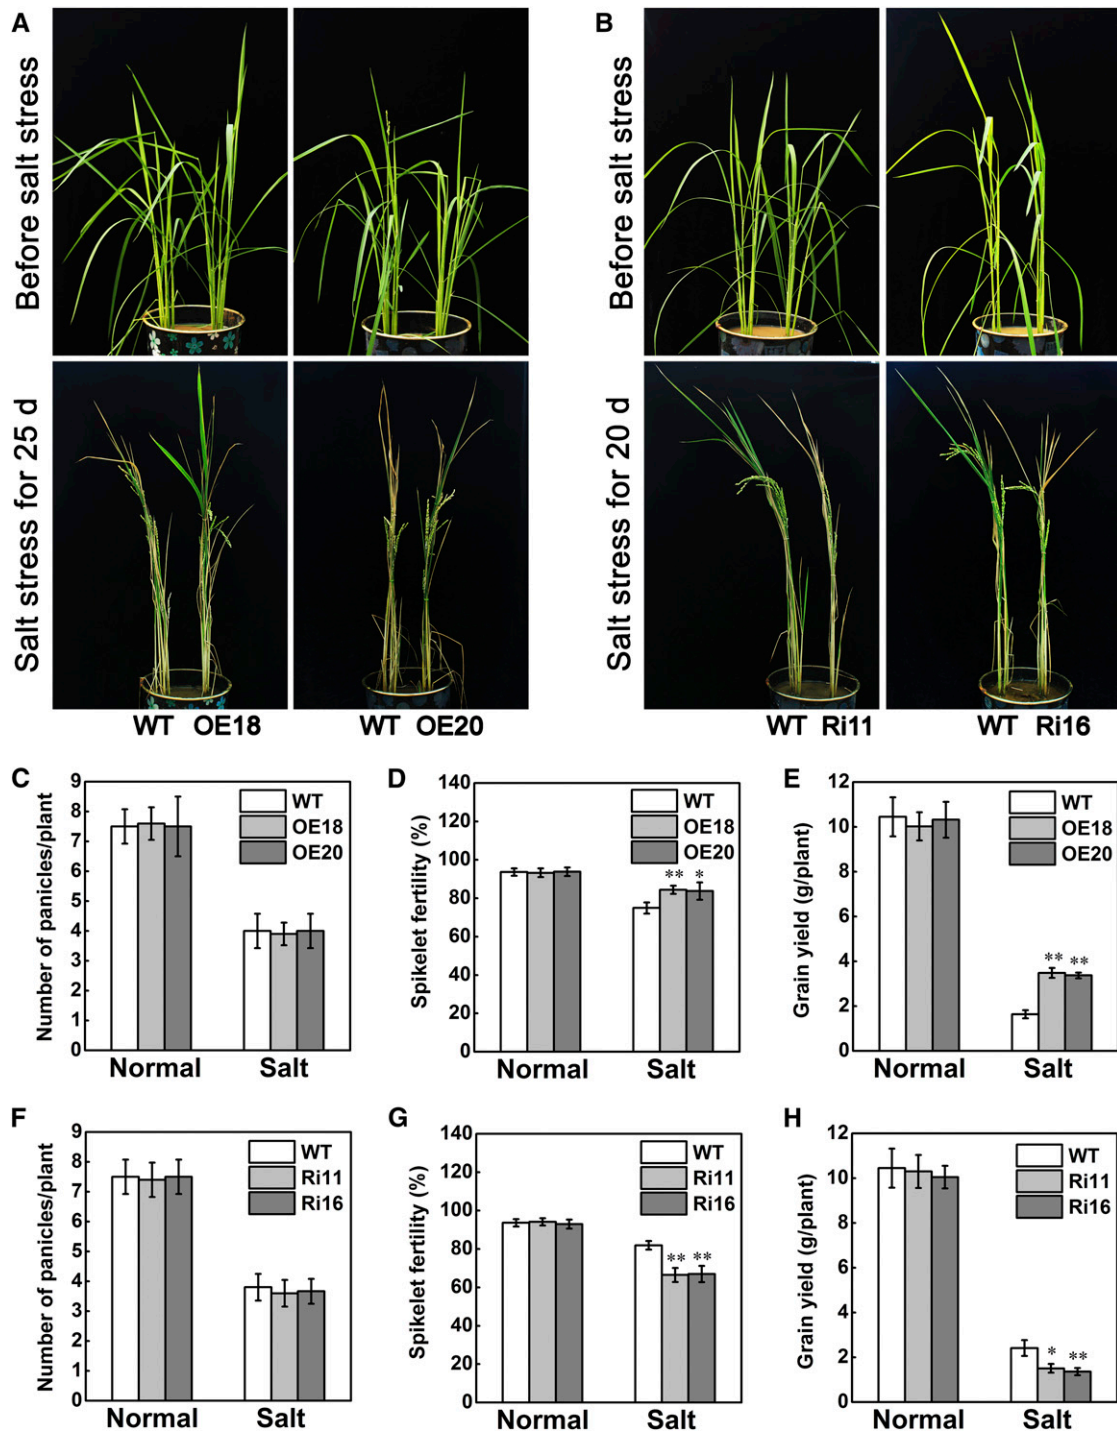 A
B
Before salt stress
Before salt stress
Salt stress for 25 d
Salt stress for 20 d
WT OE18
WT OE20
WT Ri11
WT Ri16
C
Number of panicles/plant
9
8
7
6
5
4
3
2
1
0
WT
OE18
OE20
Normal
Salt
D
Spikelet fertility (%)
140
120
100
80
60
40
20
0
WT
OE18
OE20
** *
Normal
Salt
E
Grain yield (g/plant)
12
10
8
6
4
2
0
WT
OE18
OE20
** **
Normal
Salt
F
Number of panicles/plant
9
8
7
6
5
4
3
2
1
0
WT
Ri11
Ri16
Normal
Salt
G
Spikelet fertility (%)
140
120
100
80
60
40
20
0
WT
Ri11
Ri16
** **
Normal
Salt
H
Grain yield (g/plant)
12
10
8
6
4
2
0
WT
Ri11
Ri16
* **
Normal
Salt